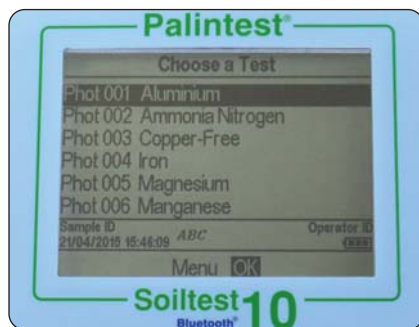 Palintest®
Choose a Test
Phot 001 Aluminium
Phot 002 Ammonia Nitrogen
Phot 003 Copper-Free
Phot 004 Iron
Phot 005 Magnesium
Phot 006 Manganese
Sample ID Operator ID
21/04/2015 15:46:09 ABC
Menu OK
Soiltest 10
Bluetooth®